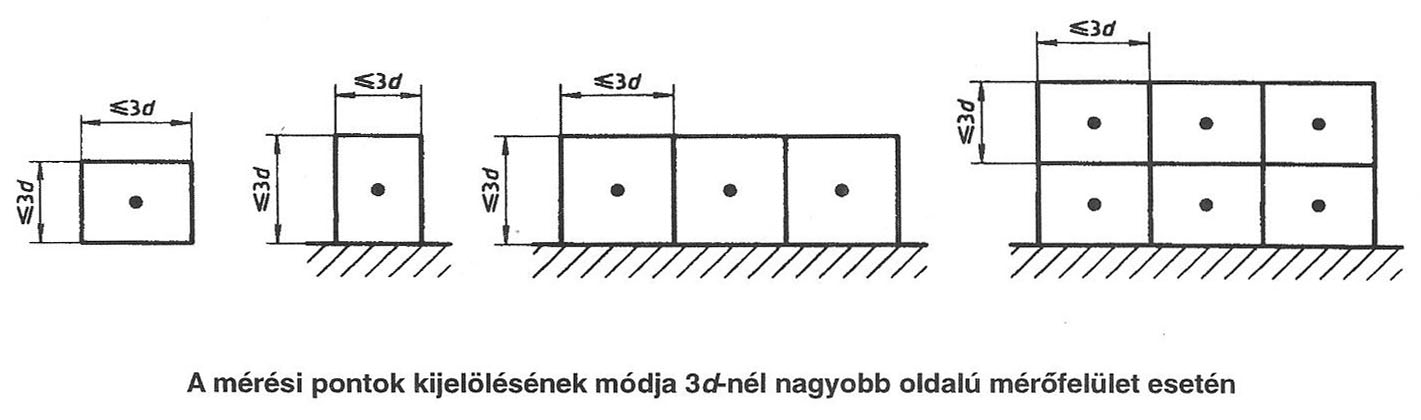 ≤3d
≤3d
≤3d
≤3d
≤3d
≤3d
≤3d
≤3d
A mérési pontok kijelölésének módja 3d-nél nagyobb oldalú mérőfelület esetén